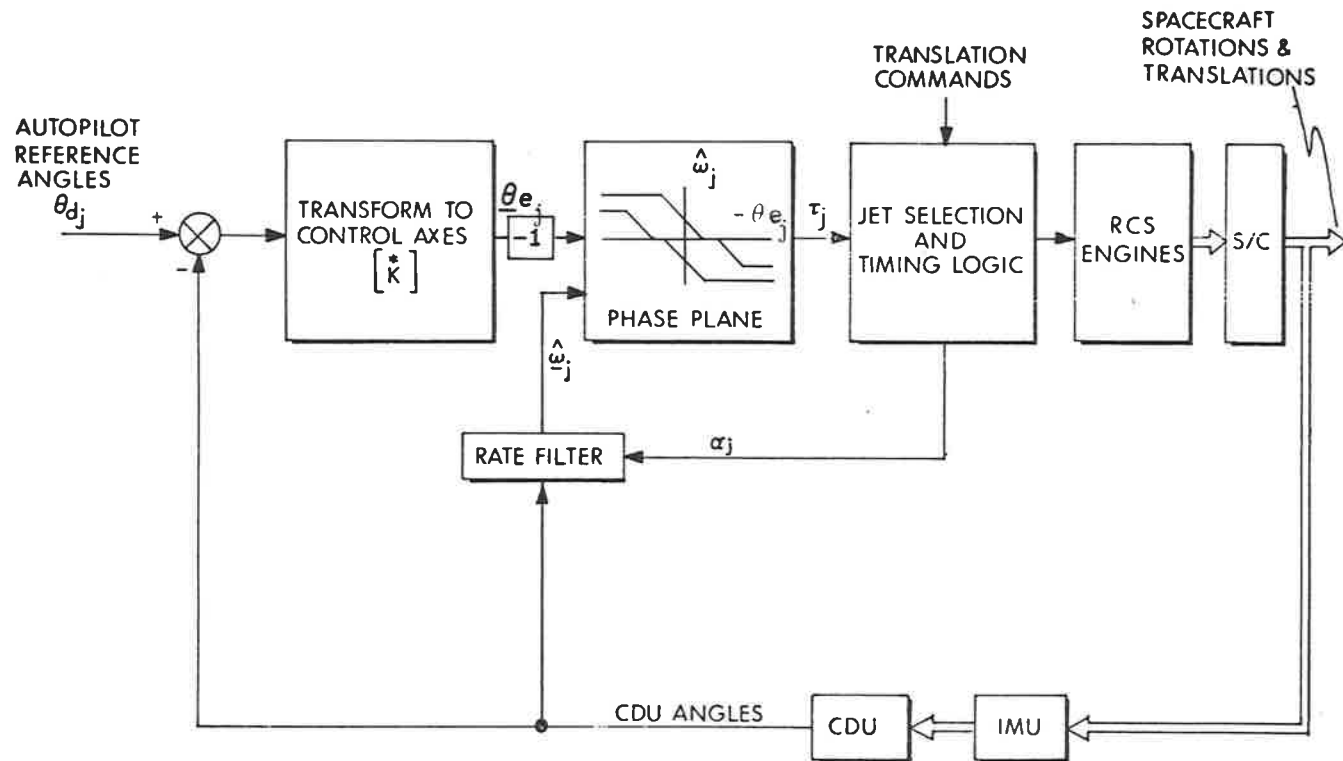 SPACECRAFT
ROTATIONS &
TRANSLATIONS
TRANSLATION
COMMANDS
AUTOPILOT
REFERENCE
ANGLES
θdj
+
-
TRANSFORM TO
CONTROL AXES
[K*]
θej
-1
ω̂j
-θej
PHASE PLANE
τj
JET SELECTION
AND
TIMING LOGIC
RCS
ENGINES
S/C
ω̂j
RATE FILTER
αj
CDU ANGLES
CDU
IMU